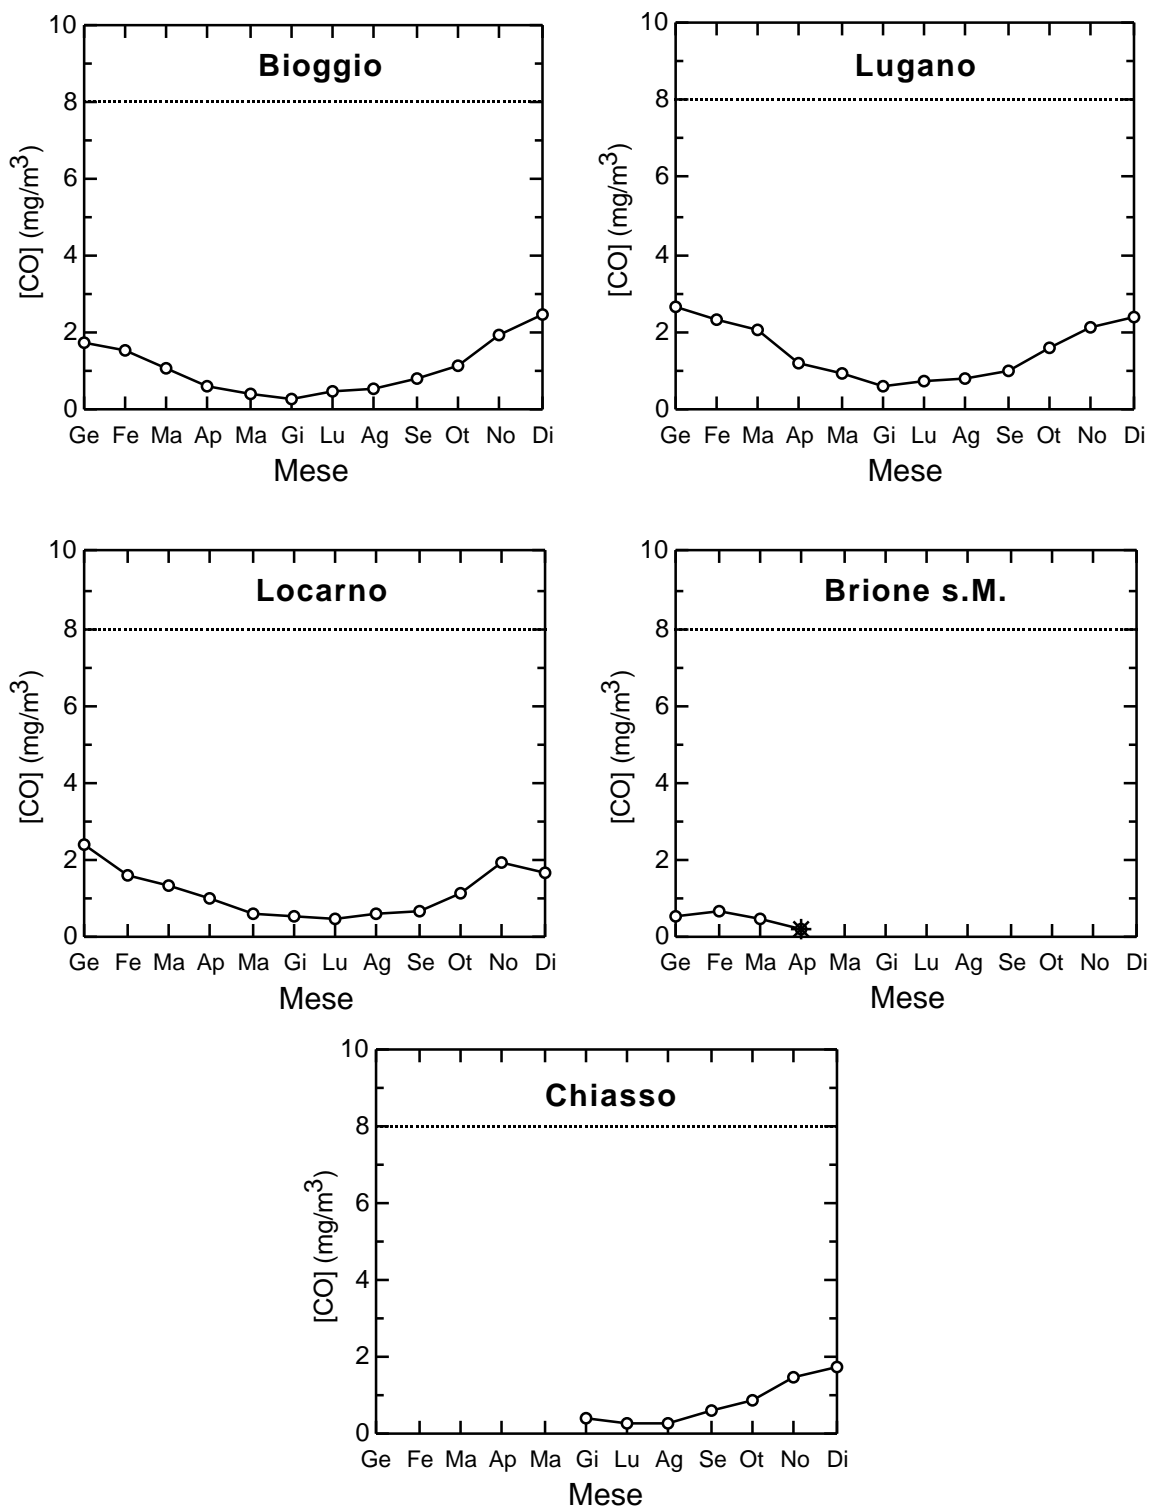 Bioggio
10
8
6
4
2
0
[CO] (mg/m³)
Ge Fe Ma Ap Ma Gi Lu Ag Se Ot No Di
Mese
Lugano
10
8
6
4
2
0
[CO] (mg/m³)
Ge Fe Ma Ap Ma Gi Lu Ag Se Ot No Di
Mese
Locarno
10
8
6
4
2
0
[CO] (mg/m³)
Ge Fe Ma Ap Ma Gi Lu Ag Se Ot No Di
Mese
Brione s.M.
10
8
6
4
2
0
[CO] (mg/m³)
Ge Fe Ma Ap Ma Gi Lu Ag Se Ot No Di
Mese
Chiasso
10
8
6
4
2
0
[CO] (mg/m³)
Ge Fe Ma Ap Ma Gi Lu Ag Se Ot No Di
Mese